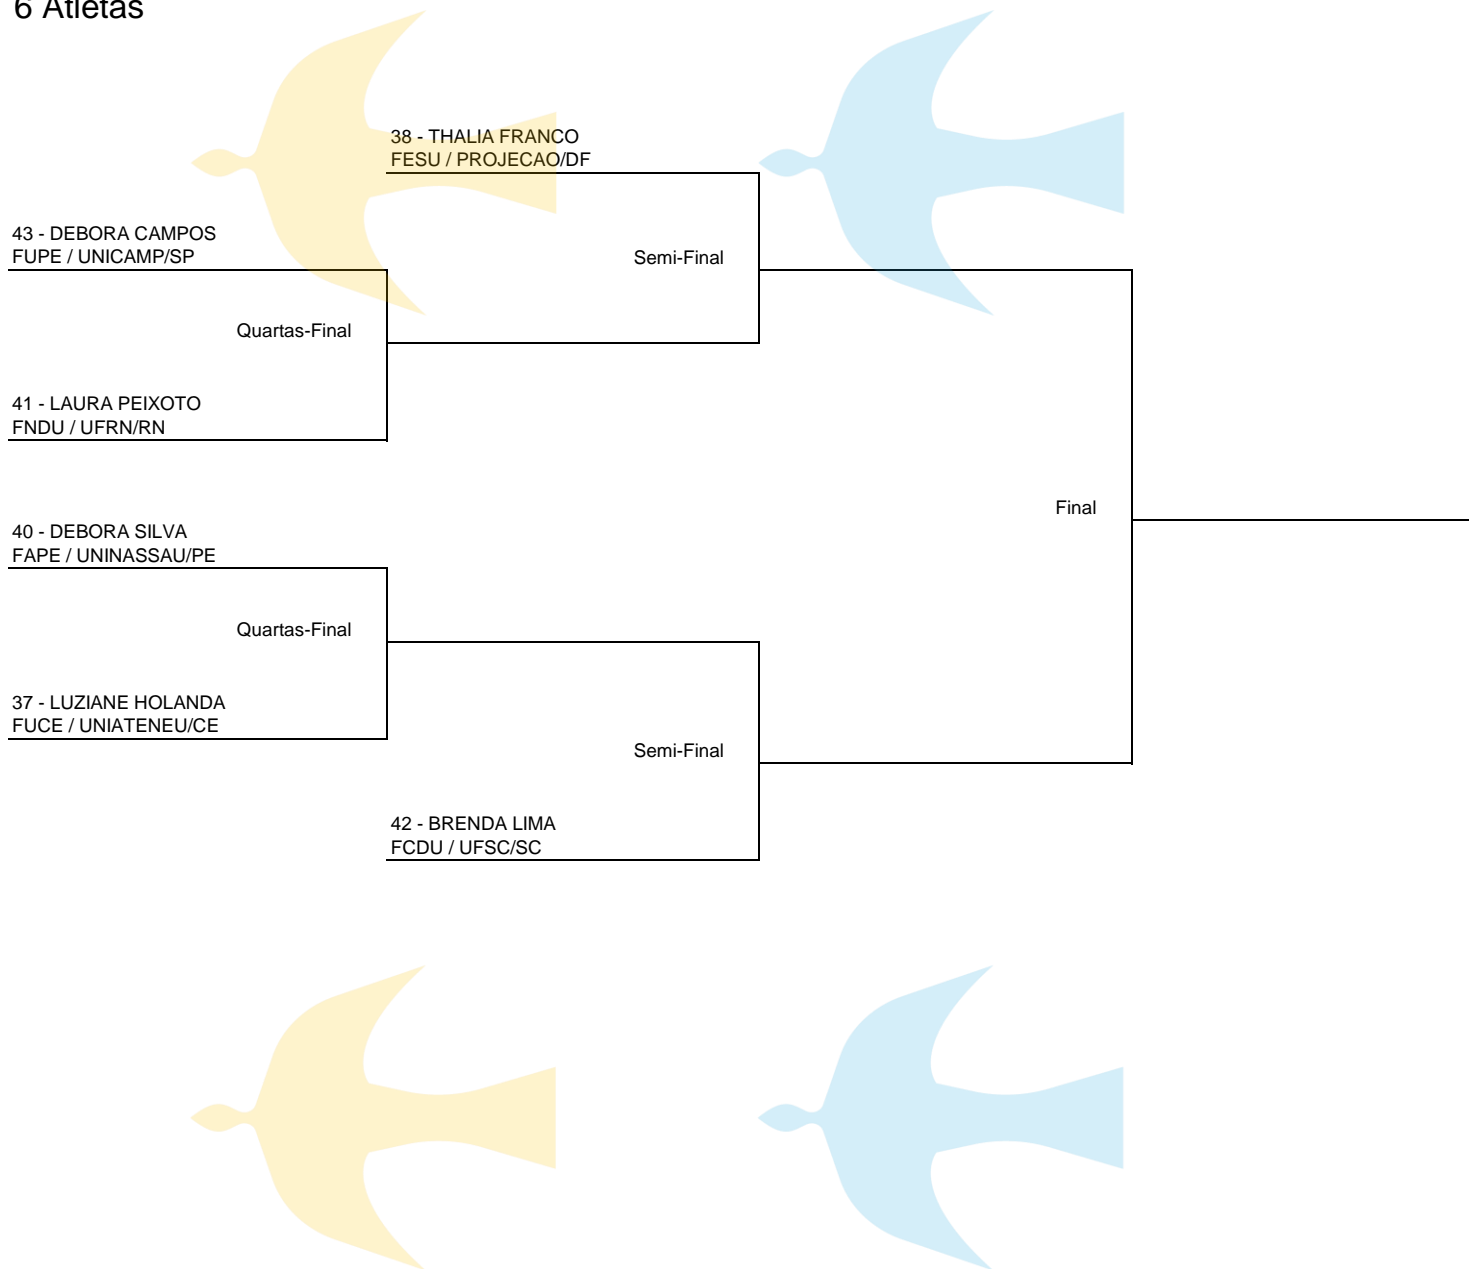 6 Atletas
38 - THALIA FRANCO
FESU / PROJECAO/DF
43 - DEBORA CAMPOS
FUPE / UNICAMP/SP
Semi-Final
Quartas-Final
41 - LAURA PEIXOTO
FNDU / UFRN/RN
Final
40 - DEBORA SILVA
FAPE / UNINASSAU/PE
Quartas-Final
37 - LUZIANE HOLANDA
FUCE / UNIATENEU/CE
Semi-Final
42 - BRENDA LIMA
FCDU / UFSC/SC